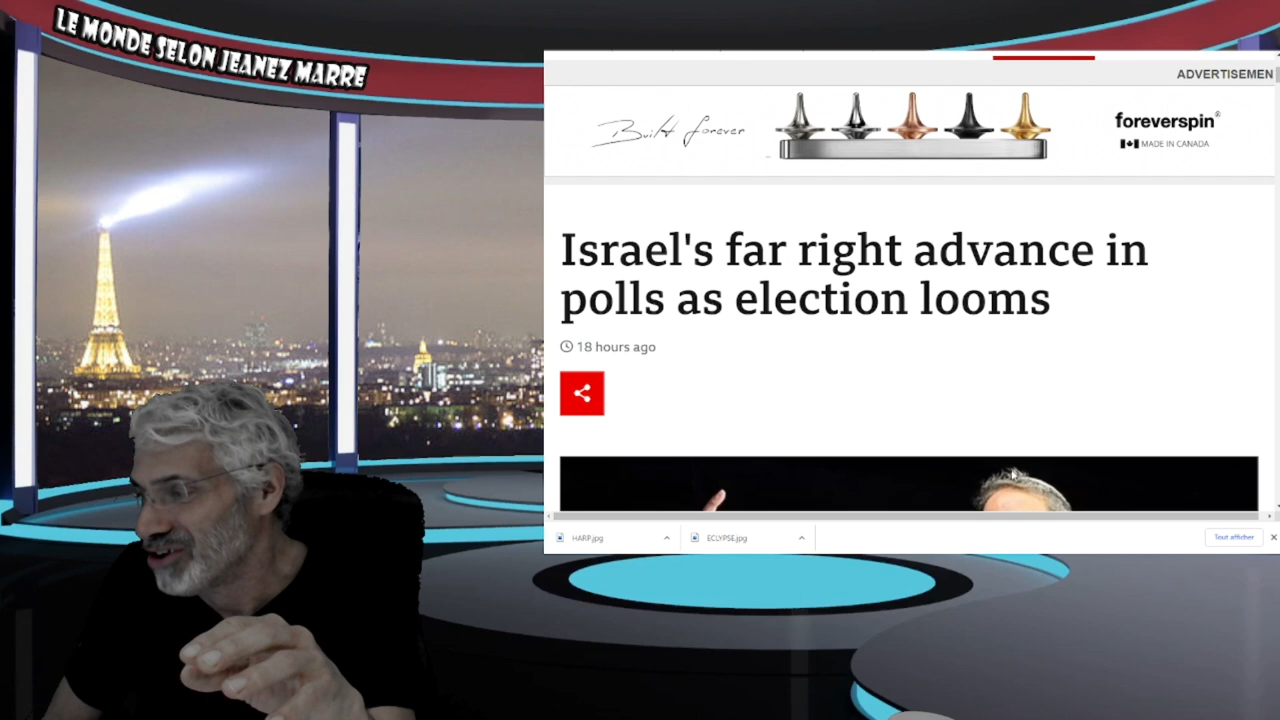 LE MONDE SELON JEANEZ MARRE
ADVERTISEMEN
Built forever
foreverspin®
MADE IN CANADA
Israel's far right advance in
polls as election looms
18 hours ago
HARP.jpg
ECLYPSE.jpg
Tout afficher